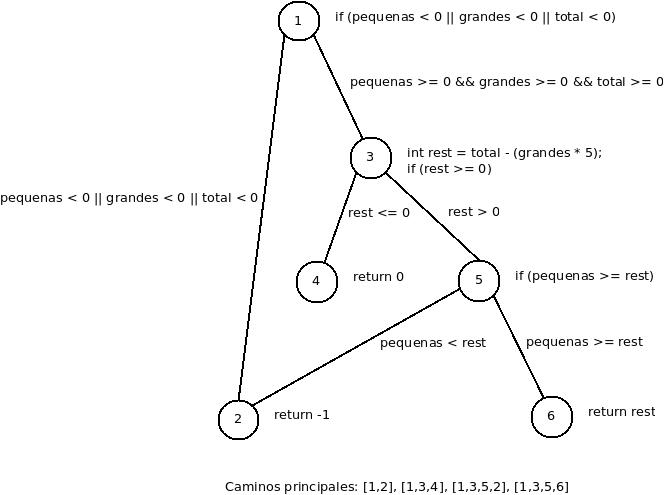 1
if (pequenas < 0 || grandes < 0 || total < 0)
pequenas >= 0 && grandes >= 0 && total >= 0
3
int rest = total - (grandes * 5);
if (rest >= 0)
pequenas < 0 || grandes < 0 || total < 0
rest <= 0
rest > 0
4
return 0
5
if (pequenas >= rest)
pequenas < rest
pequenas >= rest
2
return -1
6
return rest
Caminos principales: [1,2], [1,3,4], [1,3,5,2], [1,3,5,6]